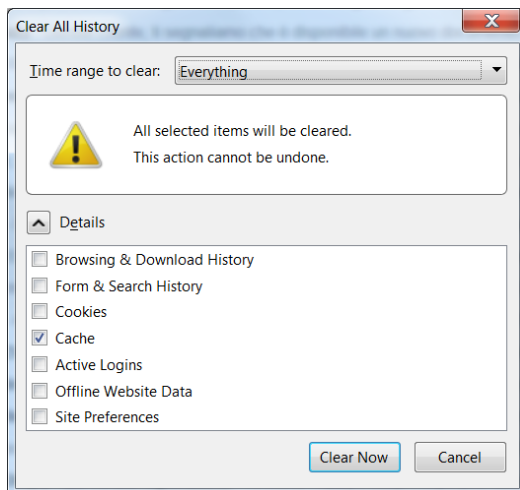 Clear All History
Time range to clear: Everything
All selected items will be cleared.
This action cannot be undone.
Details
Browsing & Download History
Form & Search History
Cookies
Cache
Active Logins
Offline Website Data
Site Preferences
Clear Now Cancel